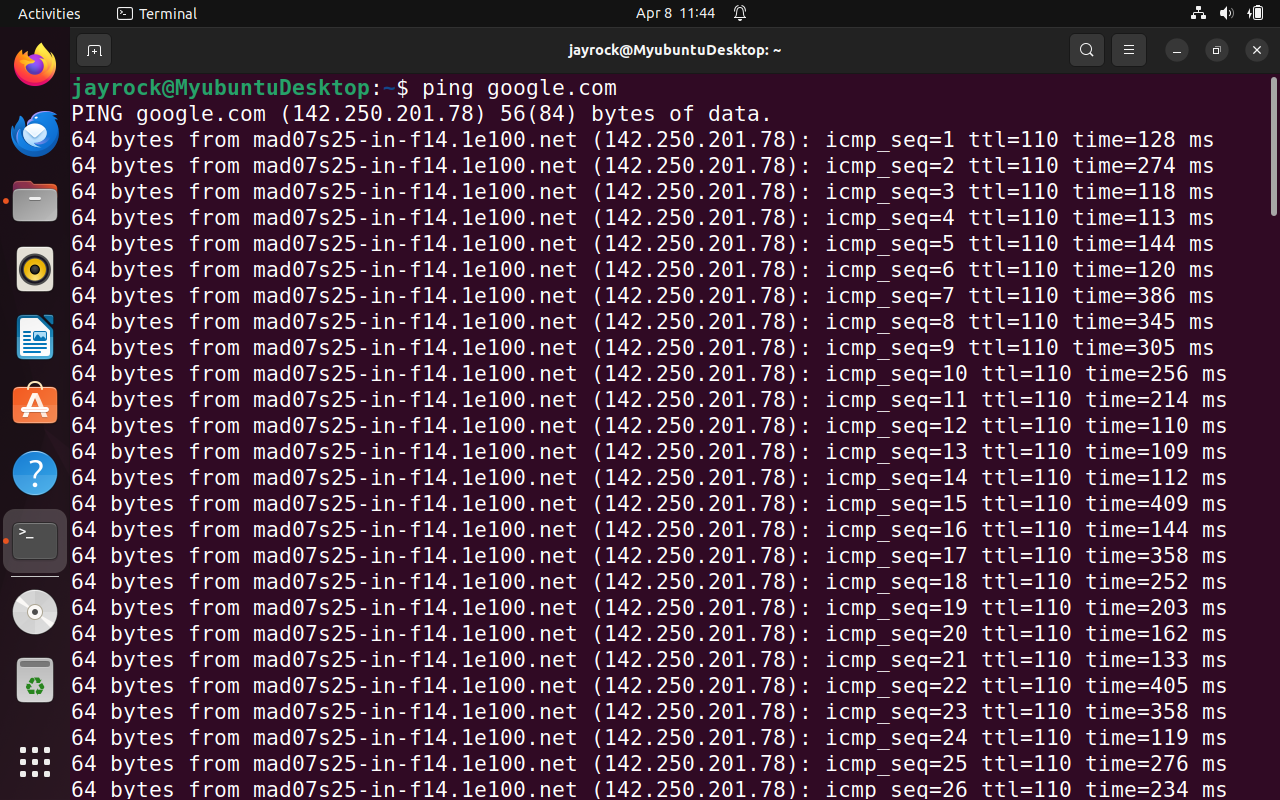 Activities
Terminal
Apr 8 11:44
jayrock@MyubuntuDesktop: ~
jayrock@MyubuntuDesktop:~$ ping google.com
PING google.com (142.250.201.78) 56(84) bytes of data.
64 bytes from mad07s25-in-f14.1e100.net (142.250.201.78): icmp_seq=1 ttl=110 time=128 ms
64 bytes from mad07s25-in-f14.1e100.net (142.250.201.78): icmp_seq=2 ttl=110 time=274 ms
64 bytes from mad07s25-in-f14.1e100.net (142.250.201.78): icmp_seq=3 ttl=110 time=118 ms
64 bytes from mad07s25-in-f14.1e100.net (142.250.201.78): icmp_seq=4 ttl=110 time=113 ms
64 bytes from mad07s25-in-f14.1e100.net (142.250.201.78): icmp_seq=5 ttl=110 time=144 ms
64 bytes from mad07s25-in-f14.1e100.net (142.250.201.78): icmp_seq=6 ttl=110 time=120 ms
64 bytes from mad07s25-in-f14.1e100.net (142.250.201.78): icmp_seq=7 ttl=110 time=386 ms
64 bytes from mad07s25-in-f14.1e100.net (142.250.201.78): icmp_seq=8 ttl=110 time=345 ms
64 bytes from mad07s25-in-f14.1e100.net (142.250.201.78): icmp_seq=9 ttl=110 time=305 ms
64 bytes from mad07s25-in-f14.1e100.net (142.250.201.78): icmp_seq=10 ttl=110 time=256 ms
64 bytes from mad07s25-in-f14.1e100.net (142.250.201.78): icmp_seq=11 ttl=110 time=214 ms
64 bytes from mad07s25-in-f14.1e100.net (142.250.201.78): icmp_seq=12 ttl=110 time=110 ms
64 bytes from mad07s25-in-f14.1e100.net (142.250.201.78): icmp_seq=13 ttl=110 time=109 ms
64 bytes from mad07s25-in-f14.1e100.net (142.250.201.78): icmp_seq=14 ttl=110 time=112 ms
64 bytes from mad07s25-in-f14.1e100.net (142.250.201.78): icmp_seq=15 ttl=110 time=409 ms
64 bytes from mad07s25-in-f14.1e100.net (142.250.201.78): icmp_seq=16 ttl=110 time=144 ms
64 bytes from mad07s25-in-f14.1e100.net (142.250.201.78): icmp_seq=17 ttl=110 time=358 ms
64 bytes from mad07s25-in-f14.1e100.net (142.250.201.78): icmp_seq=18 ttl=110 time=252 ms
64 bytes from mad07s25-in-f14.1e100.net (142.250.201.78): icmp_seq=19 ttl=110 time=203 ms
64 bytes from mad07s25-in-f14.1e100.net (142.250.201.78): icmp_seq=20 ttl=110 time=162 ms
64 bytes from mad07s25-in-f14.1e100.net (142.250.201.78): icmp_seq=21 ttl=110 time=133 ms
64 bytes from mad07s25-in-f14.1e100.net (142.250.201.78): icmp_seq=22 ttl=110 time=405 ms
64 bytes from mad07s25-in-f14.1e100.net (142.250.201.78): icmp_seq=23 ttl=110 time=358 ms
64 bytes from mad07s25-in-f14.1e100.net (142.250.201.78): icmp_seq=24 ttl=110 time=119 ms
64 bytes from mad07s25-in-f14.1e100.net (142.250.201.78): icmp_seq=25 ttl=110 time=276 ms
64 bytes from mad07s25-in-f14.1e100.net (142.250.201.78): icmp_seq=26 ttl=110 time=234 ms